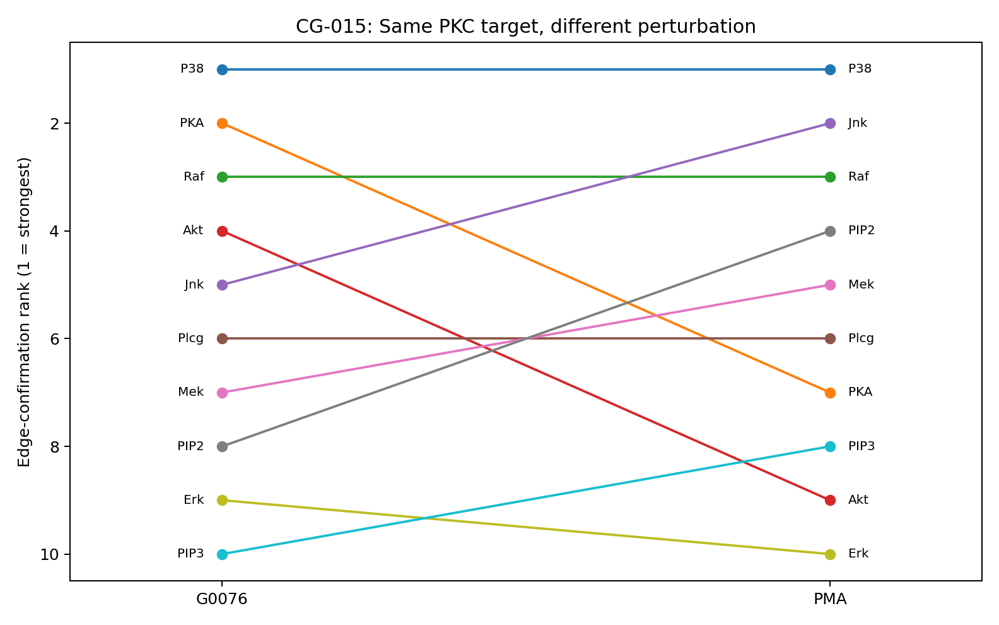 CG-015: Same PKC target, different perturbation
Edge-confirmation rank (1 = strongest)
2
4
6
8
10
P38
PKA
Raf
Akt
Jnk
Plcg
Mek
PIP2
Erk
PIP3
P38
Jnk
Raf
PIP2
Mek
Plcg
PKA
PIP3
Akt
Erk
G0076
PMA